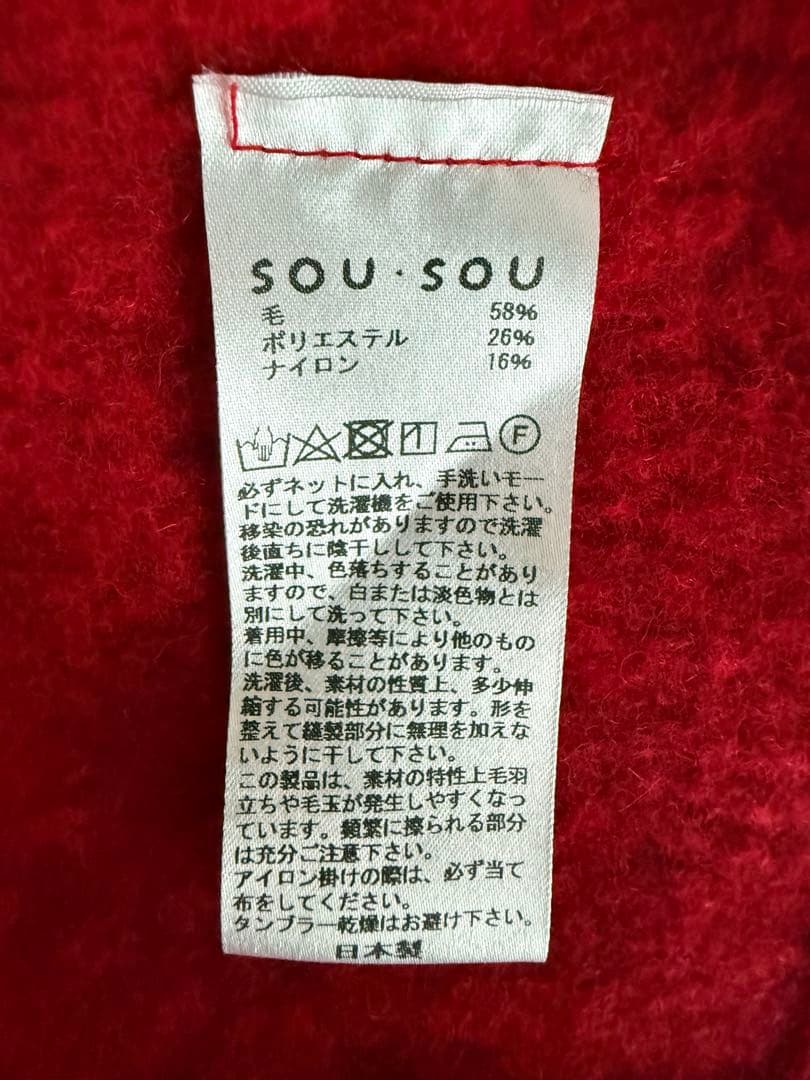 SOU・SOU
毛 58%
ポリエステル 26%
ナイロン 16%
F
必ずネットに入れ、手洗いモー
ドにして洗濯機をご使用下さい。
移染の恐れがありますので洗濯
後直ちに陰干しして下さい。
洗濯中、色落ちすることがあり
ますので、白または淡色物とは
別にして洗って下さい。
着用中、摩擦等により他のもの
に色が移ることがあります。
洗濯後、素材の性質上、多少伸
縮する可能性があります。形を
整えて縫製部分に無理を加えな
いように干して下さい。
この製品は、素材の特性上毛羽
立ちや毛玉が発生しやすくなっ
ています。頻繁に擦られる部分
は充分ご注意下さい。
アイロン掛けの際は、必ず当て
布をしてください。
タンブラー乾燥はお避け下さい。
日本製